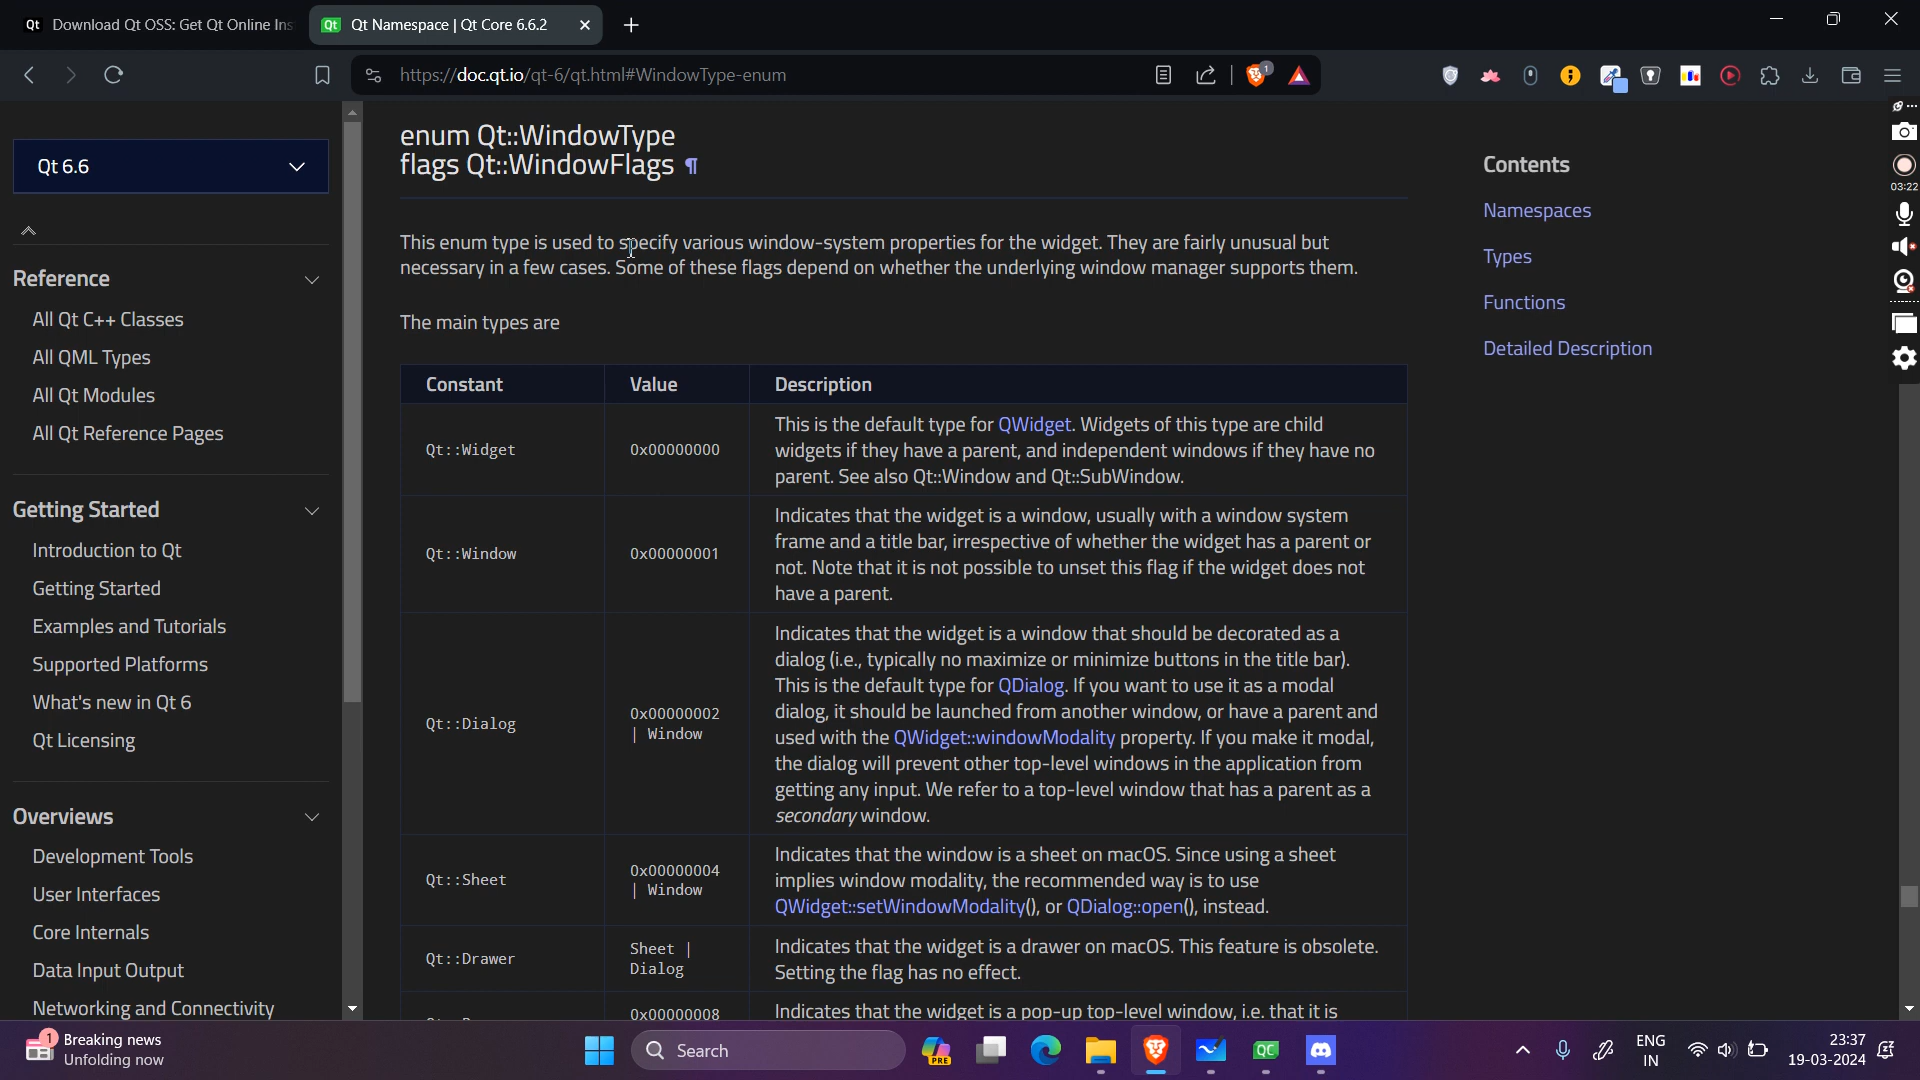 Download Qt OSS: Get Qt Online Ins
Qt Namespace | Qt Core 6.6.2
https://doc.qt.io/qt-6/qt.html#WindowType-enum
1
Qt 6.6
Reference
All Qt C++ Classes
All QML Types
All Qt Modules
All Qt Reference Pages
Getting Started
Introduction to Qt
Getting Started
Examples and Tutorials
Supported Platforms
What's new in Qt 6
Qt Licensing
Overviews
Development Tools
User Interfaces
Core Internals
Data Input Output
Networking and Connectivity
enum Qt::WindowType
flags Qt::WindowFlags ¶
This enum type is used to specify various window-system properties for the widget. They are fairly unusual but
necessary in a few cases. Some of these flags depend on whether the underlying window manager supports them.
The main types are
Constant Value Description
Qt::Widget 0x00000000 This is the default type for QWidget. Widgets of this type are child
widgets if they have a parent, and independent windows if they have no
parent. See also Qt::Window and Qt::SubWindow.
Qt::Window 0x00000001 Indicates that the widget is a window, usually with a window system
frame and a title bar, irrespective of whether the widget has a parent or
not. Note that it is not possible to unset this flag if the widget does not
have a parent.
Qt::Dialog 0x00000002
| Window
Indicates that the widget is a window that should be decorated as a
dialog (i.e., typically no maximize or minimize buttons in the title bar).
This is the default type for QDialog. If you want to use it as a modal
dialog, it should be launched from another window, or have a parent and
used with the QWidget::windowModality property. If you make it modal,
the dialog will prevent other top-level windows in the application from
getting any input. We refer to a top-level window that has a parent as a
secondary window.
Qt::Sheet 0x00000004
| Window
Indicates that the window is a sheet on macOS. Since using a sheet
implies window modality, the recommended way is to use
QWidget::setWindowModality(), or QDialog::open(), instead.
Qt::Drawer Sheet |
Dialog
Indicates that the widget is a drawer on macOS. This feature is obsolete.
Setting the flag has no effect.
0x00000008 Indicates that the widget is a pop-up top-level window, i.e. that it is
Contents
Namespaces
Types
Functions
Detailed Description
03:22
1
Breaking news
Unfolding now
Search
PRE
QC
ENG
IN
23:37
19-03-2024